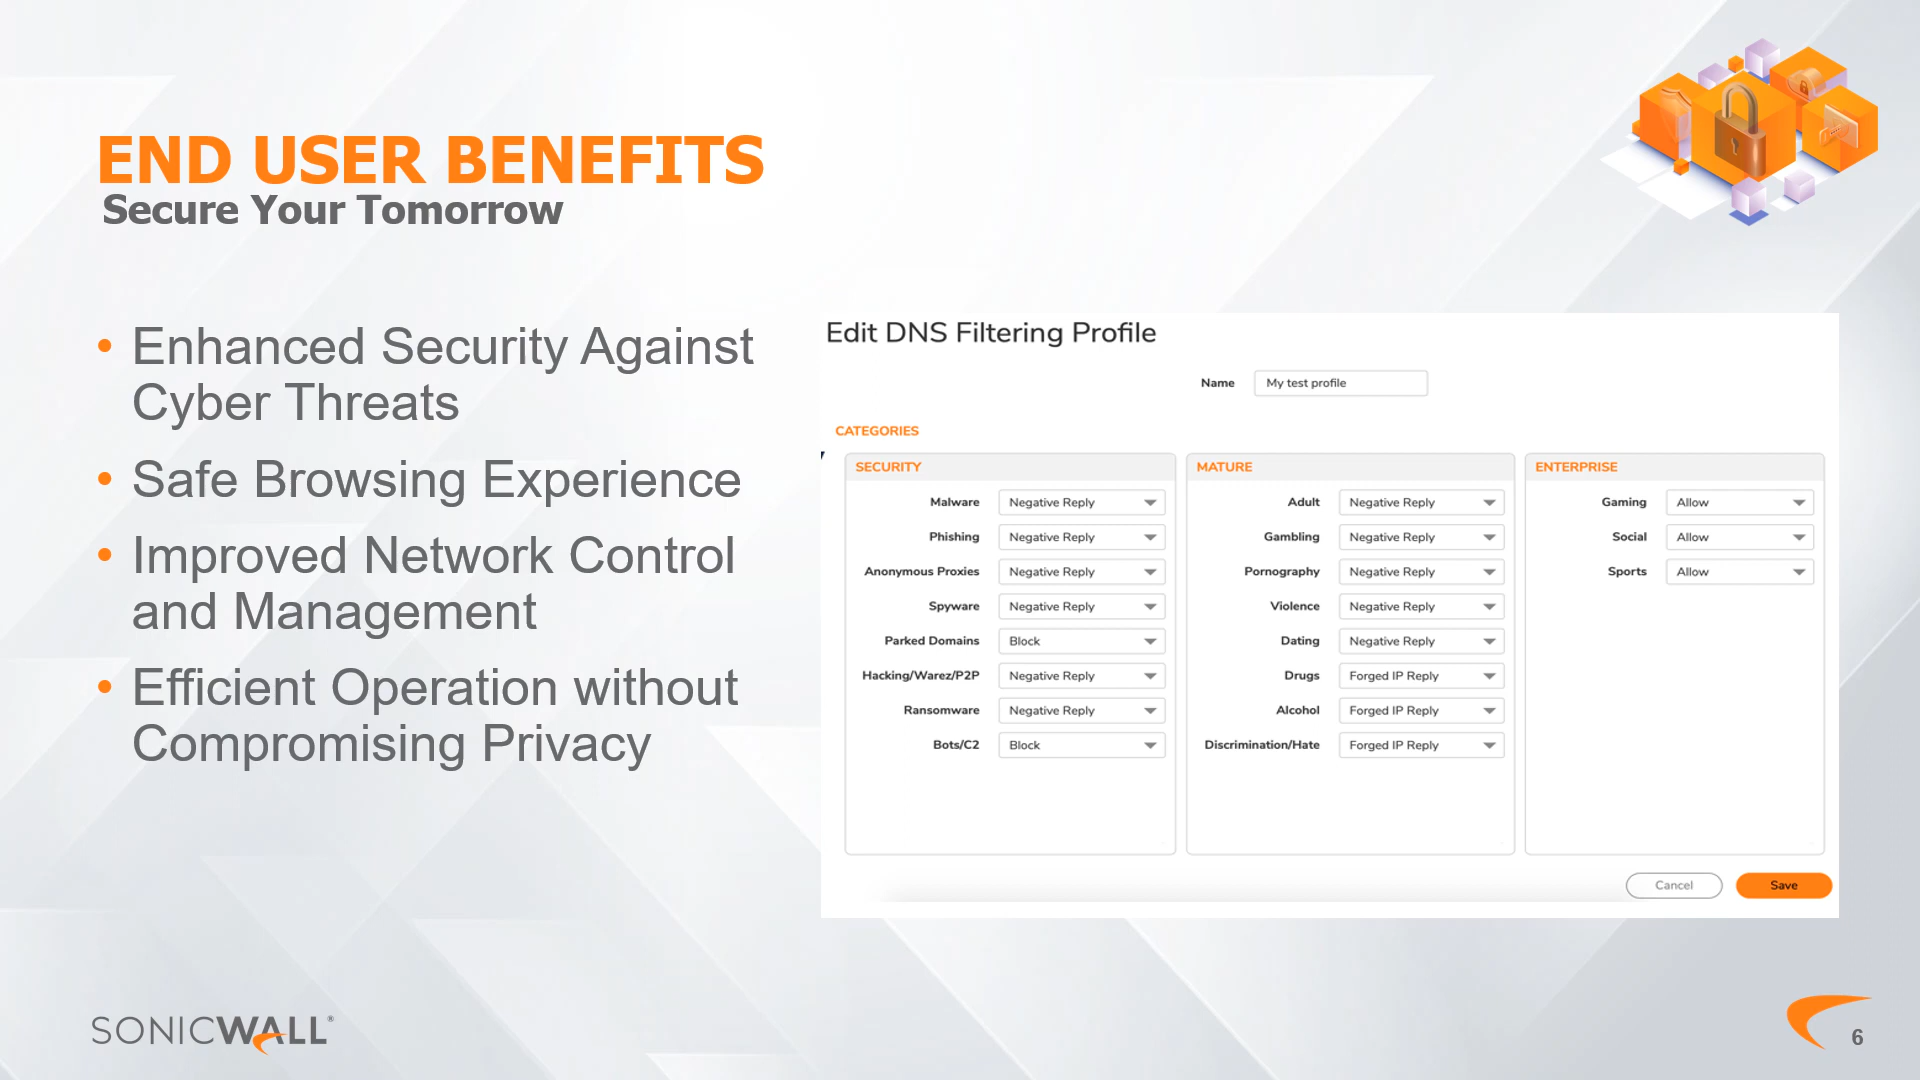 END USER BENEFITS
Secure Your Tomorrow
• Enhanced Security Against
Cyber Threats
• Safe Browsing Experience
• Improved Network Control
and Management
• Efficient Operation without
Compromising Privacy
Edit DNS Filtering Profile
Name My test profile
CATEGORIES
SECURITY
Malware Negative Reply
Phishing Negative Reply
Anonymous Proxies Negative Reply
Spyware Negative Reply
Parked Domains Block
Hacking/Warez/P2P Negative Reply
Ransomware Negative Reply
Bots/C2 Block
MATURE
Adult Negative Reply
Gambling Negative Reply
Pornography Negative Reply
Violence Negative Reply
Dating Negative Reply
Drugs Forged IP Reply
Alcohol Forged IP Reply
Discrimination/Hate Forged IP Reply
ENTERPRISE
Gaming Allow
Social Allow
Sports Allow
Cancel Save
SONICWALL®
6